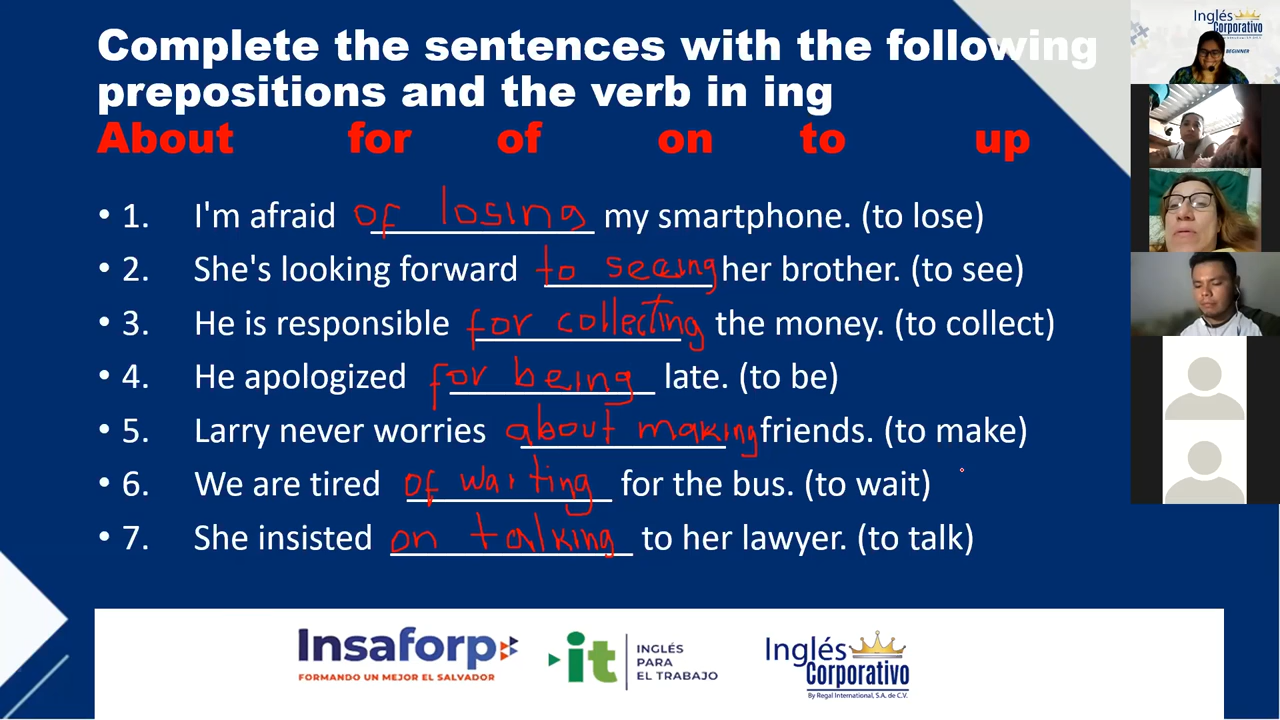 Complete the sentences with the following
prepositions and the verb in ing
About for of on to up
• 1. I'm afraid of losing my smartphone. (to lose)
• 2. She's looking forward to seeing her brother. (to see)
• 3. He is responsible for collecting the money. (to collect)
• 4. He apologized for being late. (to be)
• 5. Larry never worries about making friends. (to make)
• 6. We are tired of waiting for the bus. (to wait)
• 7. She insisted on talking to her lawyer. (to talk)
Insaforp
FORMANDO UN MEJOR EL SALVADOR
it
INGLÉS
PARA
EL TRABAJO
Inglés
Corporativo
By Regal International, S.A. de C.V.
Inglés
Corporativo
BEGINNER